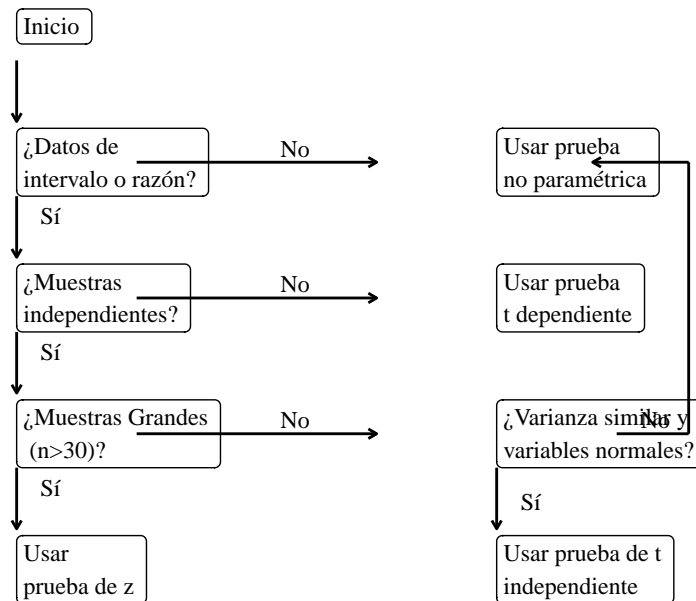 Inicio
¿Datos de
intervalo o razón?
No
Usar prueba
no paramétrica
Sí
¿Muestras
independientes?
No
Usar prueba
t dependiente
Sí
¿Muestras Grandes
(n>30)?
No
¿Varianza similar y
variables normales?
No
Sí
Sí
Usar
prueba de z
Usar prueba de t
independiente